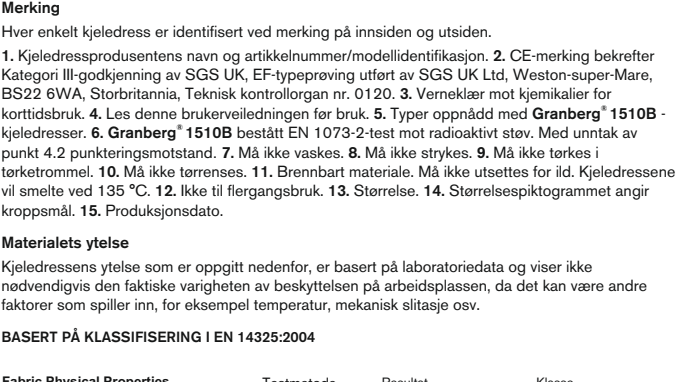 Merking
Hver enkelt kjeledress er identifisert ved merking på innsiden og utsiden.
1. Kjeledressprodusentens navn og artikkelnummer/modellidentifikasjon. 2. CE-merking bekrefter
Kategori III-godkjenning av SGS UK, EF-typeprøving utført av SGS UK Ltd, Weston-super-Mare,
BS22 6WA, Storbritannia, Teknisk kontrollorgan nr. 0120. 3. Verneklær mot kjemikalier for
korttidsbruk. 4. Les denne brukerveiledningen før bruk. 5. Typer oppnådd med Granberg® 1510B -
kjeledresser. 6. Granberg® 1510B bestått EN 1073-2-test mot radioaktivt støv. Med unntak av
punkt 4.2 punkteringsmotstand. 7. Må ikke vaskes. 8. Må ikke strykes. 9. Må ikke tørkes i
tørketrommel. 10. Må ikke tørrenses. 11. Brennbart materiale. Må ikke utsettes for ild. Kjeledressene
vil smelte ved 135 °C. 12. Ikke til flergangsbruk. 13. Størrelse. 14. Størrelsespiktogrammet angir
kroppsmål. 15. Produksjonsdato.
Materialets ytelse
Kjeledressens ytelse som er oppgitt nedenfor, er basert på laboratoriedata og viser ikke
nødvendigvis den faktiske varigheten av beskyttelsen på arbeidsplassen, da det kan være andre
faktorer som spiller inn, for eksempel temperatur, mekanisk slitasje osv.
BASERT PÅ KLASSIFISERING I EN 14325:2004
Fabric Physical Properties Testmetode Resultat Klasse